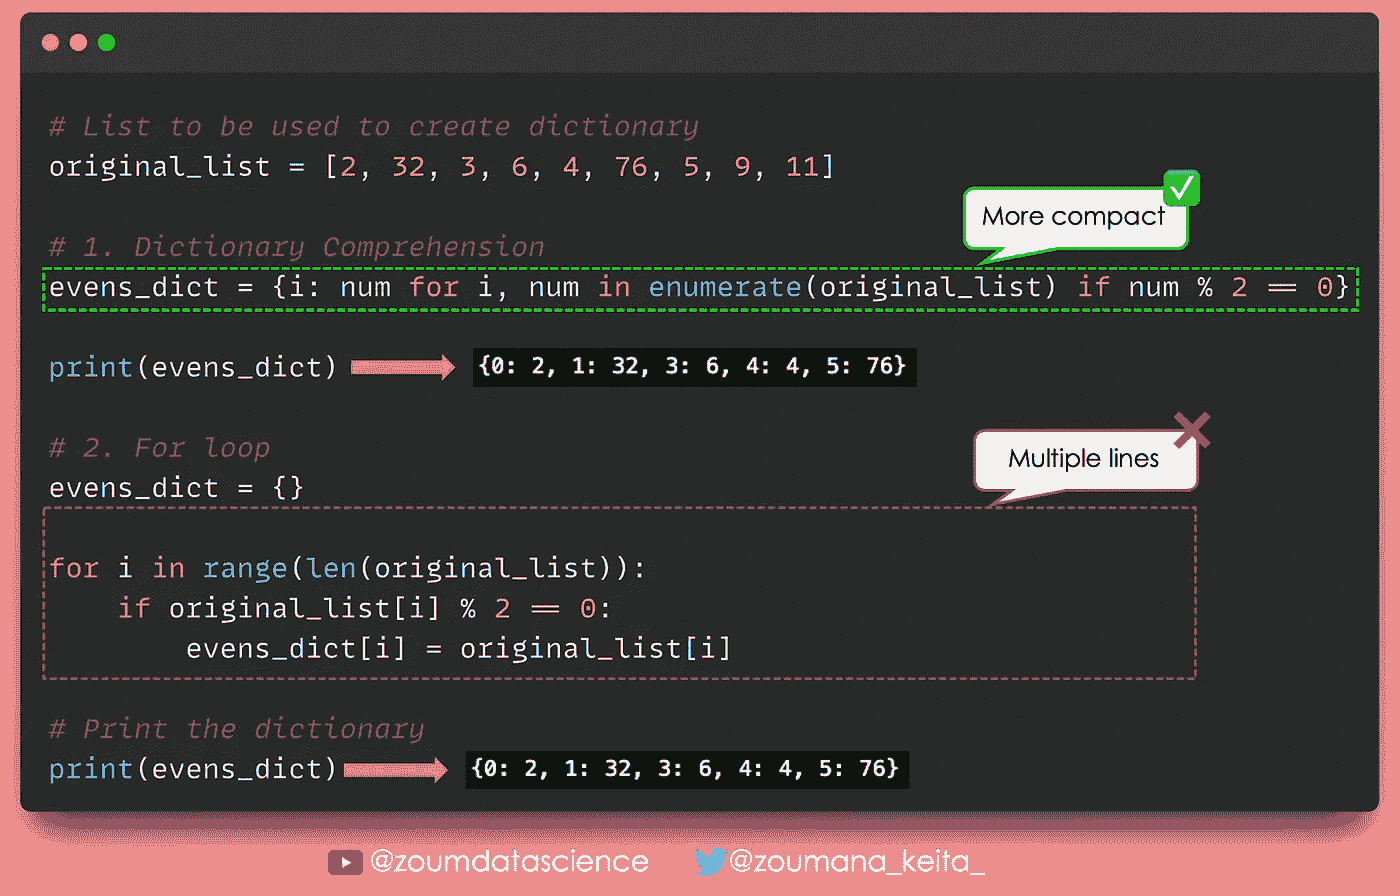 # List to be used to create dictionary
original_list = [2, 32, 3, 6, 4, 76, 5, 9, 11]
More compact
# 1. Dictionary Comprehension
evens_dict = {i: num for i, num in enumerate(original_list) if num % 2 == 0}
print(evens_dict) {0: 2, 1: 32, 3: 6, 4: 4, 5: 76}
# 2. For loop
Multiple lines
evens_dict = {}
for i in range(len(original_list)):
    if original_list[i] % 2 == 0:
        evens_dict[i] = original_list[i]
# Print the dictionary
print(evens_dict) {0: 2, 1: 32, 3: 6, 4: 4, 5: 76}
@zoumdatascience @zoumana_keita_